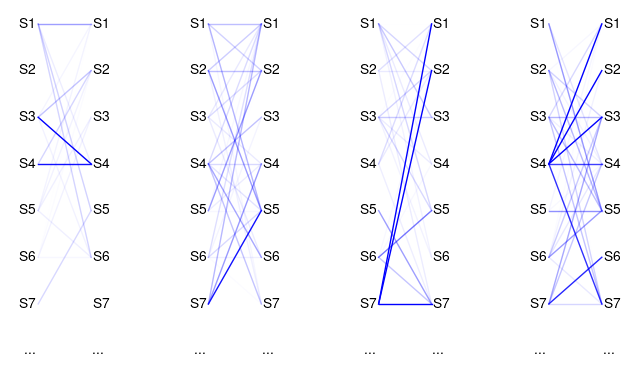 S1 S1 S1 S1 S1 S1 S1 S1
S2 S2 S2 S2 S2 S2 S2 S2
S3 S3 S3 S3 S3 S3 S3 S3
S4 S4 S4 S4 S4 S4 S4 S4
S5 S5 S5 S5 S5 S5 S5 S5
S6 S6 S6 S6 S6 S6 S6 S6
S7 S7 S7 S7 S7 S7 S7 S7
... ... ... ... ... ... ... ...